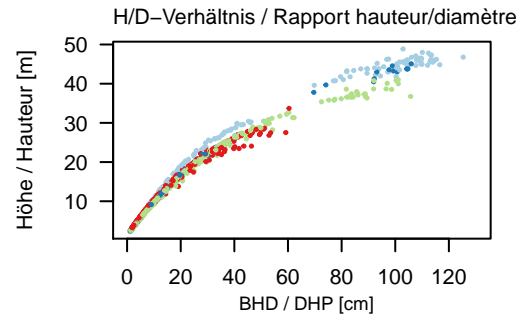 H/D−Verhältnis / Rapport hauteur/diamètre
Höhe / Hauteur [m]
50
40
30
20
10
0 20 40 60 80 100 120
BHD / DHP [cm]